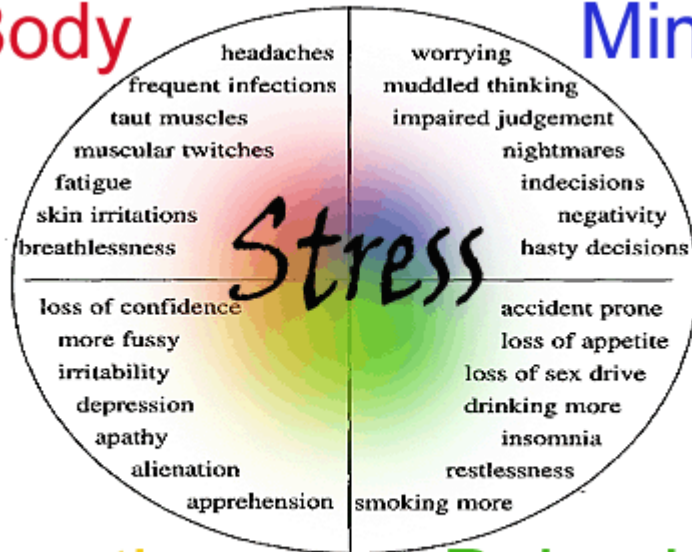 Body
Min
headaches
frequent infections
taut muscles
muscular twitches
fatigue
skin irritations
breathlessness
worrying
muddled thinking
impaired judgement
nightmares
indecisions
negativity
hasty decisions
Stress
loss of confidence
more fussy
irritability
depression
apathy
alienation
apprehension
accident prone
loss of appetite
loss of sex drive
drinking more
insomnia
restlessness
smoking more